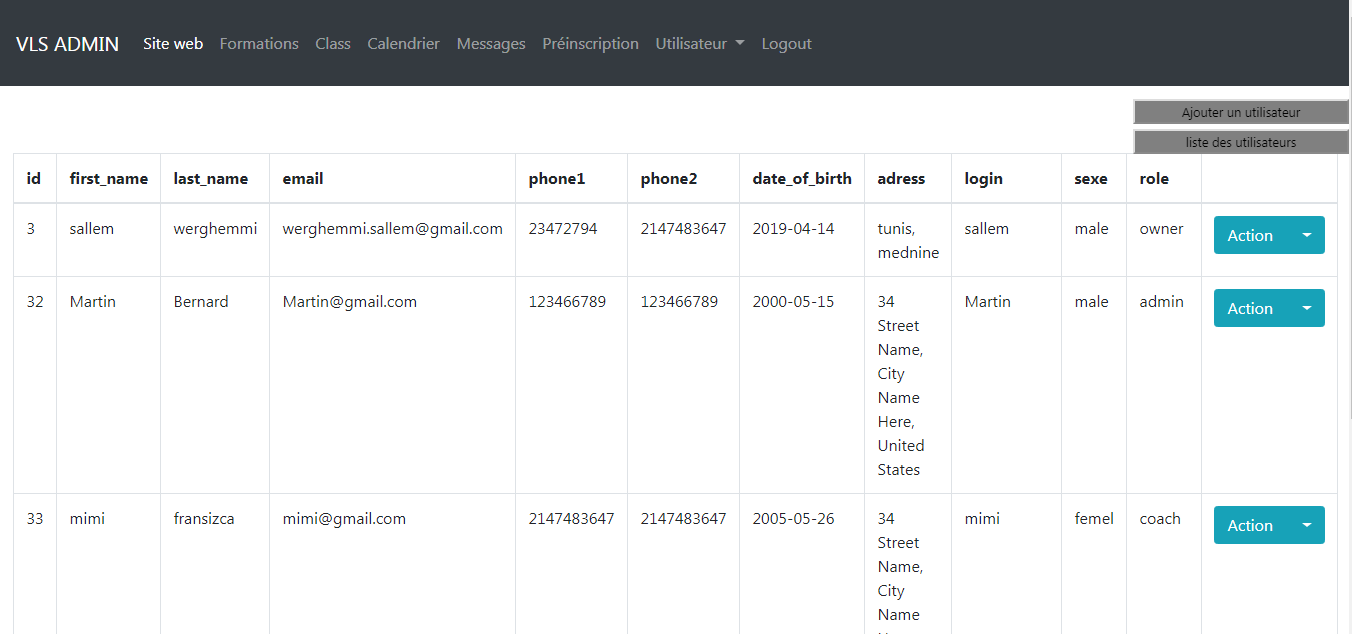 VLS ADMIN Site web Formations Class Calendrier Messages Préinscription Utilisateur Logout
Ajouter un utilisateur
liste des utilisateurs
id first_name last_name email phone1 phone2 date_of_birth adress login sexe role
3 sallem werghemmi werghemmi.sallem@gmail.com 23472794 2147483647 2019-04-14 tunis, sallem male owner Action
mednine
32 Martin Bernard Martin@gmail.com 123466789 123466789 2000-05-15 34 Martin male admin Action
Street
Name,
City
Name
Here,
United
States
33 mimi fransizca mimi@gmail.com 2147483647 2147483647 2005-05-26 34 mimi femel coach Action
Street
Name,
City
Name